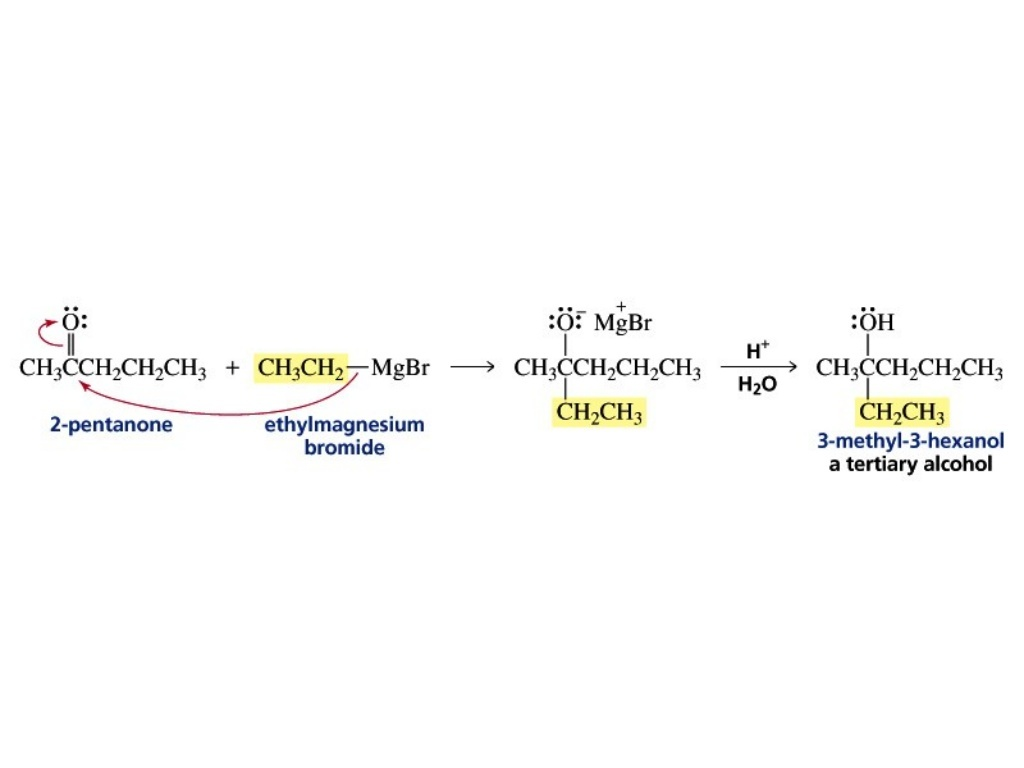 :Ö: :Ö:⁻ ⁺MgBr :ÖH
CH₃CCH₂CH₂CH₃ + CH₃CH₂—MgBr ⟶ CH₃CCH₂CH₂CH₃ H⁺ CH₃CCH₂CH₂CH₃
H₂O
CH₂CH₃ CH₂CH₃
2-pentanone ethylmagnesium 3-methyl-3-hexanol
bromide a tertiary alcohol